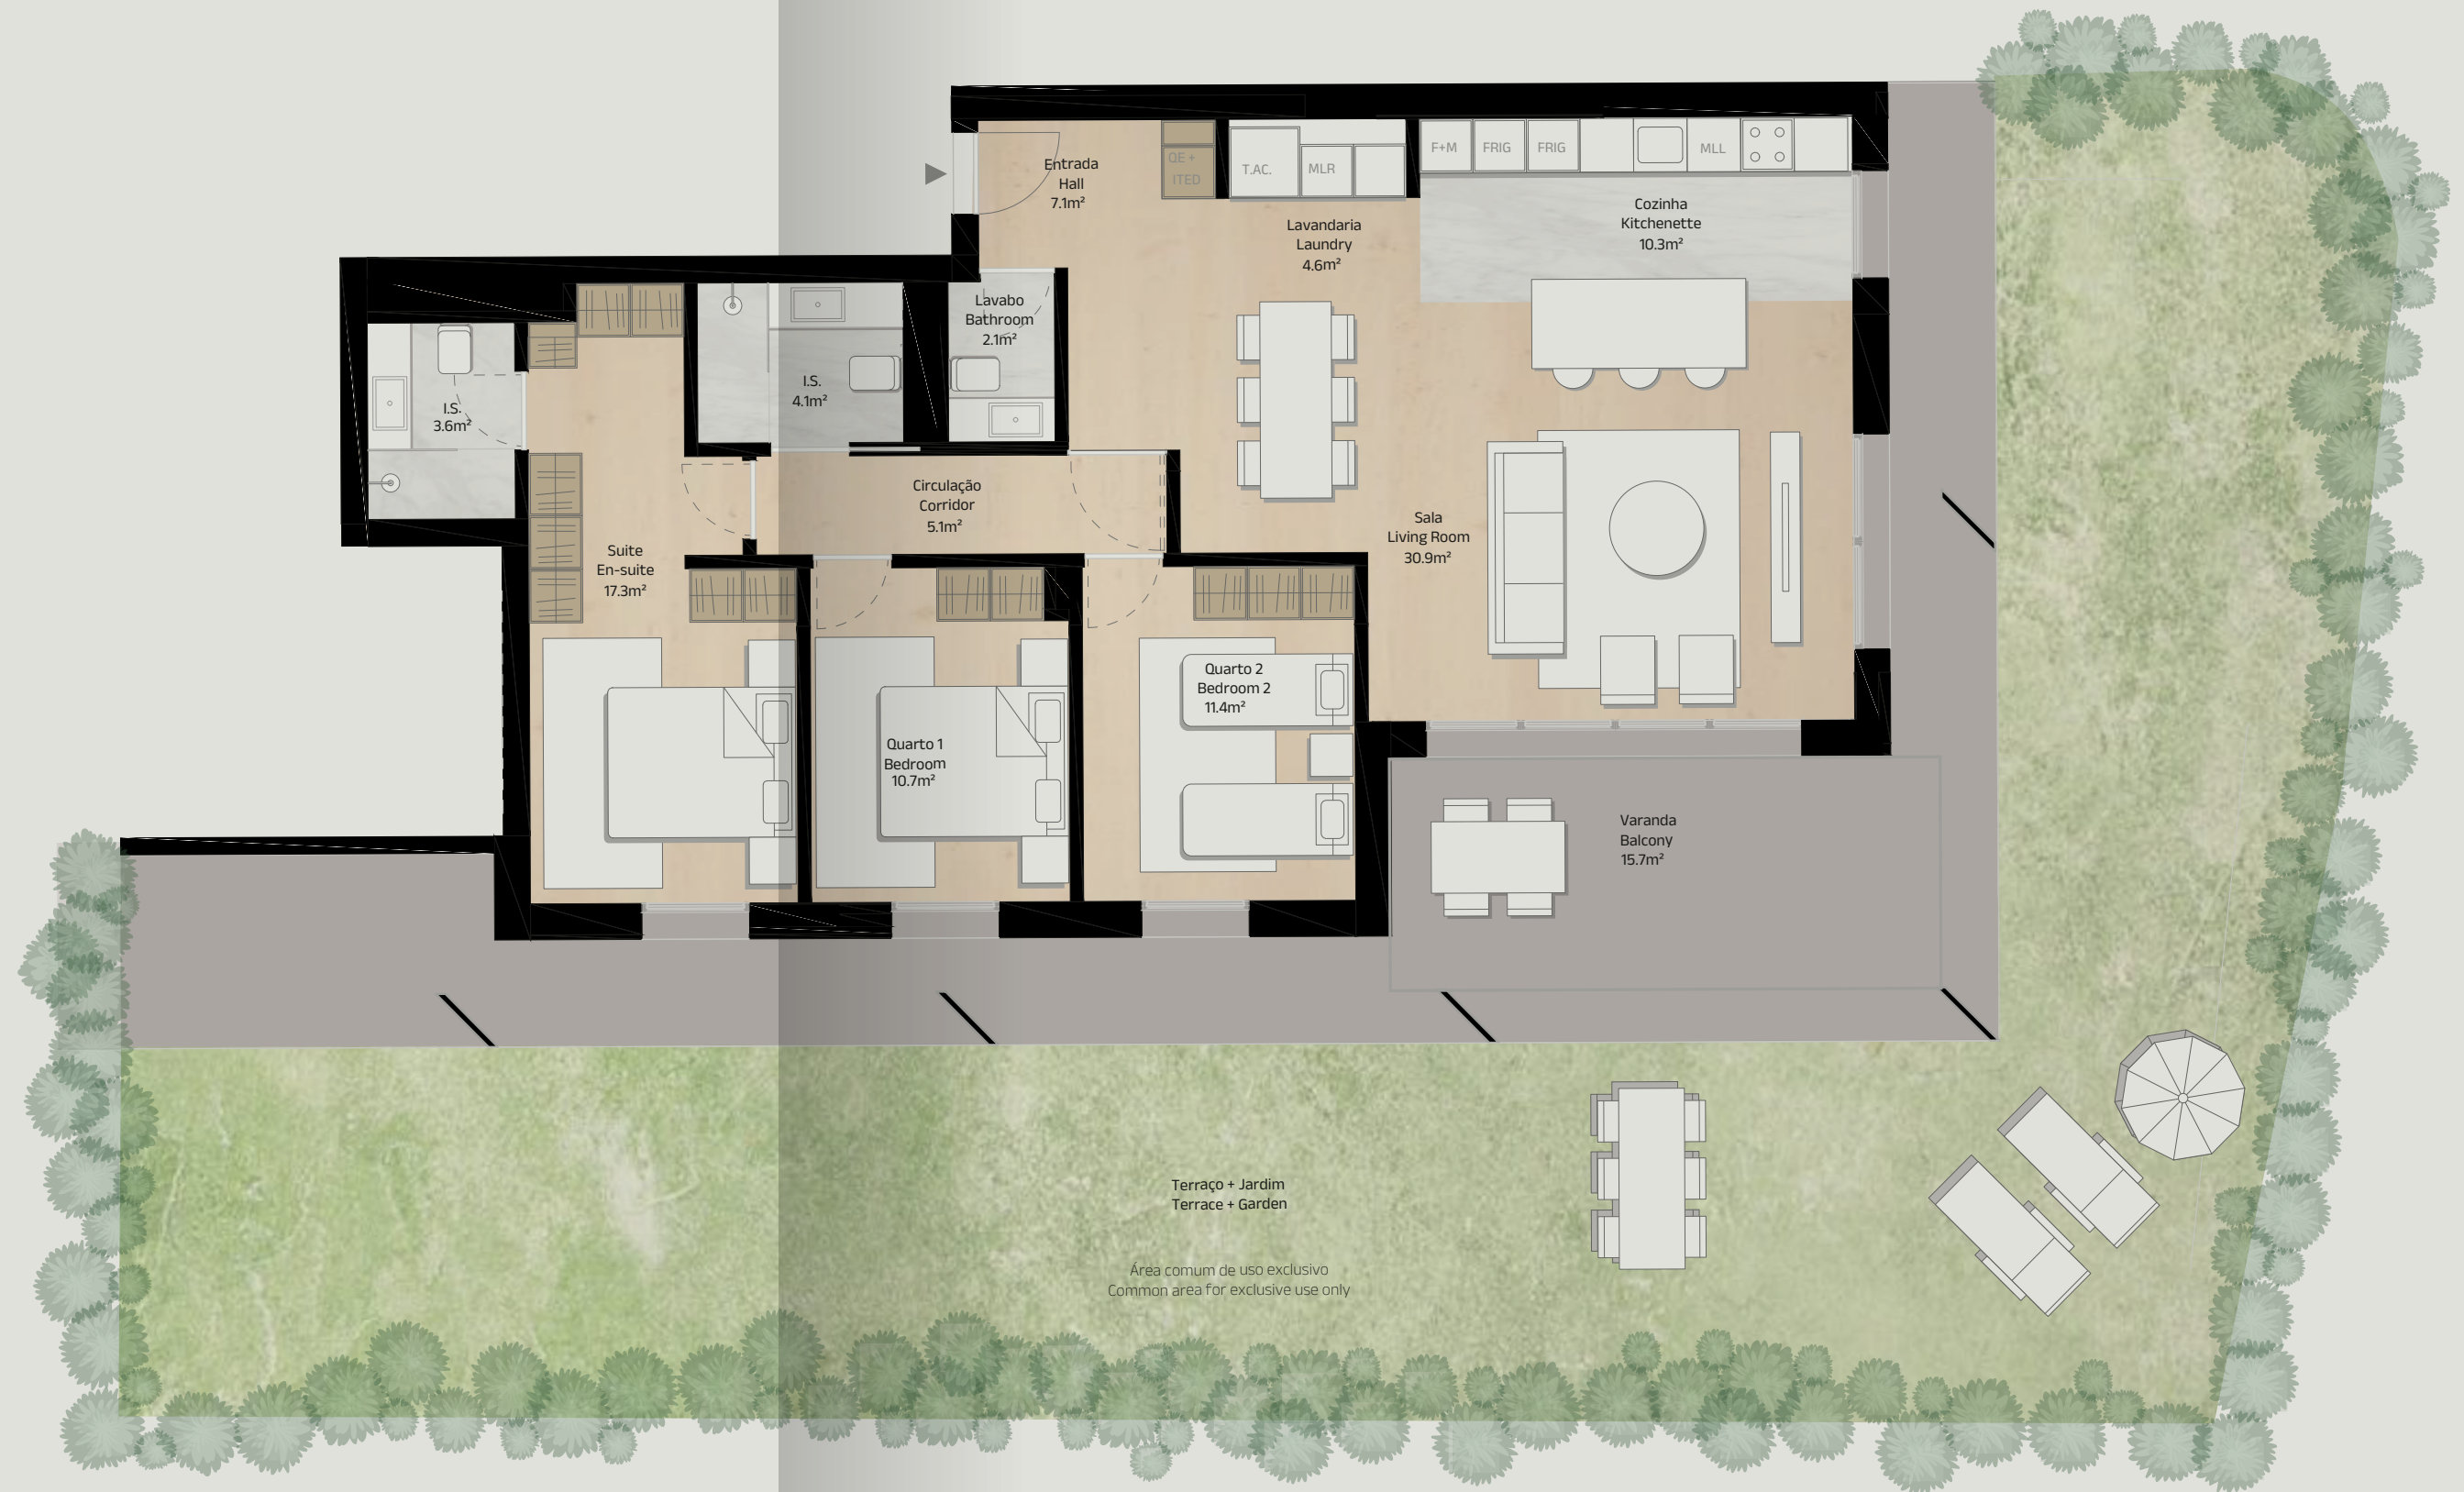 Entrada
Hall
7.1m²
QE +
ITED
T.AC.
MLR
F+M
FRIG
FRIG
MLL
Lavandaria
Laundry
4.6m²
Cozinha
Kitchenette
10.3m²
Lavabo
Bathroom
2.1m²
I.S.
4.1m²
I.S.
3.6m²
Circulação
Corridor
5.1m²
Suite
En-suite
17.3m²
Sala
Living Room
30.9m²
Quarto 2
Bedroom 2
11.4m²
Quarto 1
Bedroom
10.7m²
Varanda
Balcony
15.7m²
Terraço + Jardim
Terrace + Garden
Área comum de uso exclusivo
Common area for exclusive use only